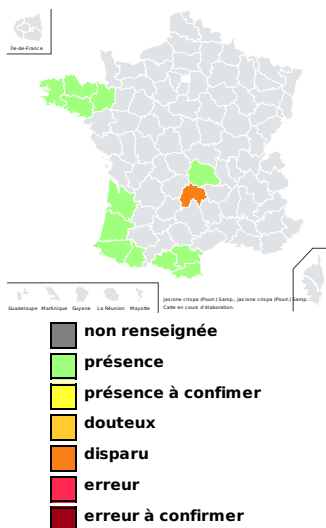 Île-de-France
Guadeloupe Martinique Guyane La Réunion Mayotte
Jasione crispa (Pourr.) Samp., Jasione crispa (Pourr.) Samp.
Carte en cours d'élaboration.
non renseignée
présence
présence à confimer
douteux
disparu
erreur
erreur à confirmer